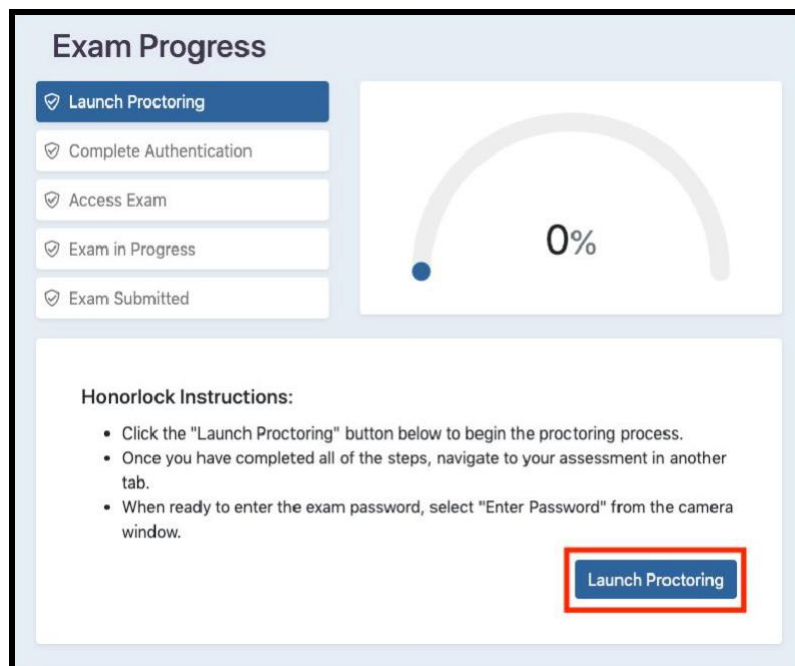 Exam Progress
Launch Proctoring
Complete Authentication
Access Exam
Exam in Progress
Exam Submitted
0%
Honorlock Instructions:
• Click the "Launch Proctoring" button below to begin the proctoring process.
• Once you have completed all of the steps, navigate to your assessment in another
tab.
• When ready to enter the exam password, select "Enter Password" from the camera
window.
Launch Proctoring